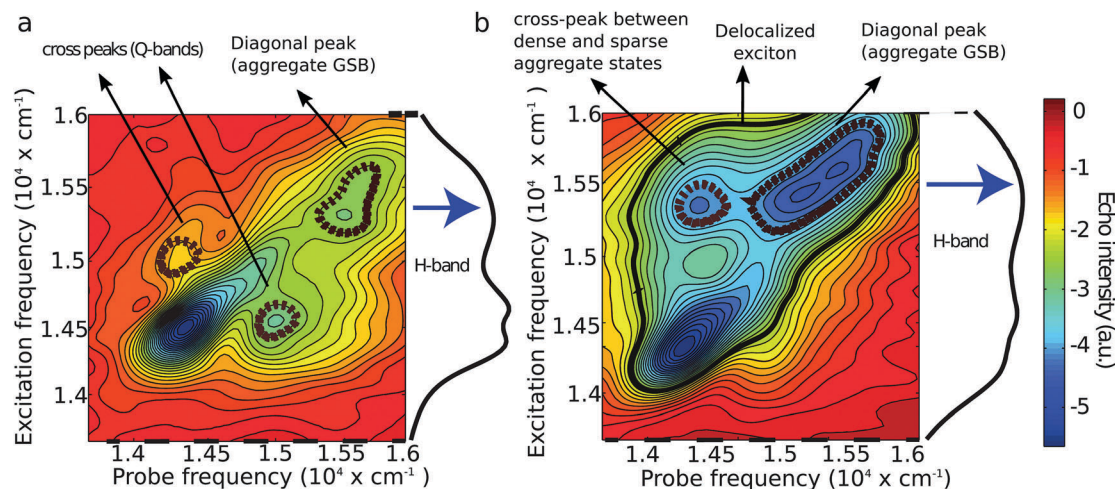 a
cross peaks (Q-bands)
Diagonal peak
(aggregate GSB)
Excitation frequency (10⁴ x cm⁻¹)
1.6
1.55
1.5
1.45
1.4
1.4
1.45
1.5
1.55
1.6
Probe frequency (10⁴ x cm⁻¹)
H-band
b
cross-peak between
dense and sparse
aggregate states
Delocalized
exciton
Diagonal peak
(aggregate GSB)
Excitation frequency (10⁴ x cm⁻¹)
1.6
1.55
1.5
1.45
1.4
1.4
1.45
1.5
1.55
1.6
Probe frequency (10⁴ x cm⁻¹)
H-band
0
-1
-2
-3
-4
-5
Echo intensity (a.u.)